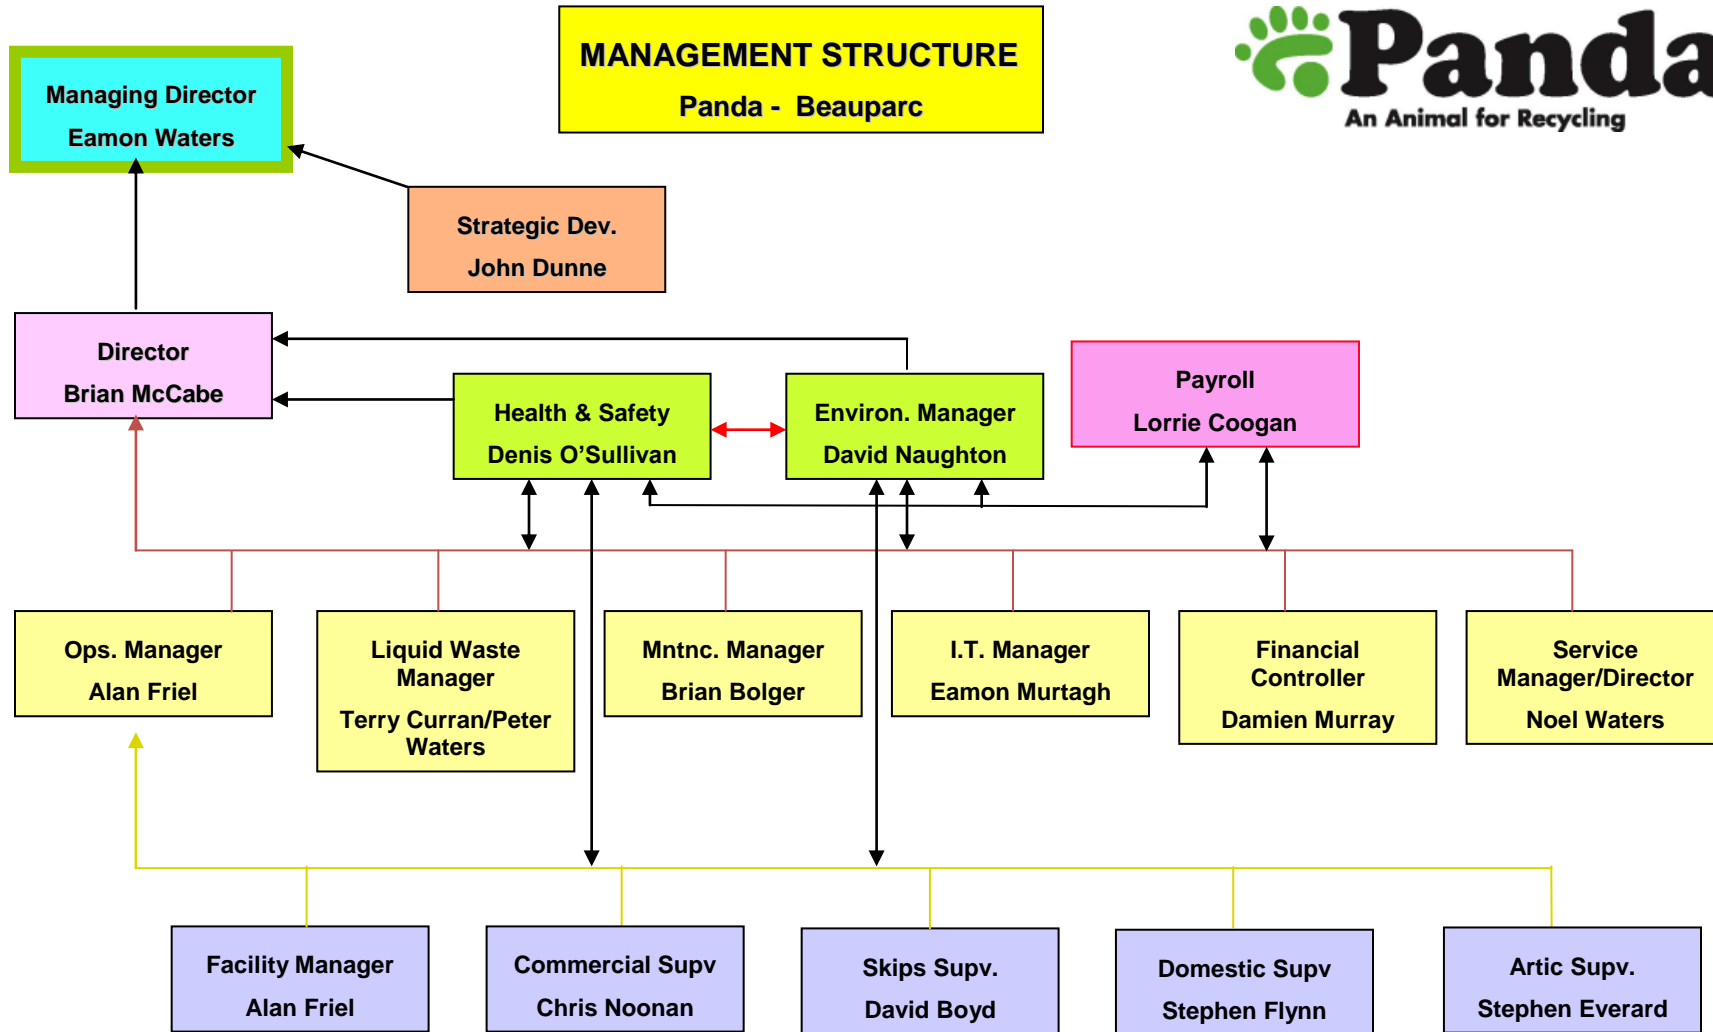 MANAGEMENT STRUCTURE
Panda - Beauparc
Panda
An Animal for Recycling
Managing Director
Eamon Waters
Strategic Dev.
John Dunne
Director
Brian McCabe
Health & Safety
Denis O’Sullivan
Environ. Manager
David Naughton
Payroll
Lorrie Coogan
Ops. Manager
Alan Friel
Liquid Waste
Manager
Terry Curran/Peter
Waters
Mntnc. Manager
Brian Bolger
I.T. Manager
Eamon Murtagh
Financial
Controller
Damien Murray
Service
Manager/Director
Noel Waters
Facility Manager
Alan Friel
Commercial Supv
Chris Noonan
Skips Supv.
David Boyd
Domestic Supv
Stephen Flynn
Artic Supv.
Stephen Everard